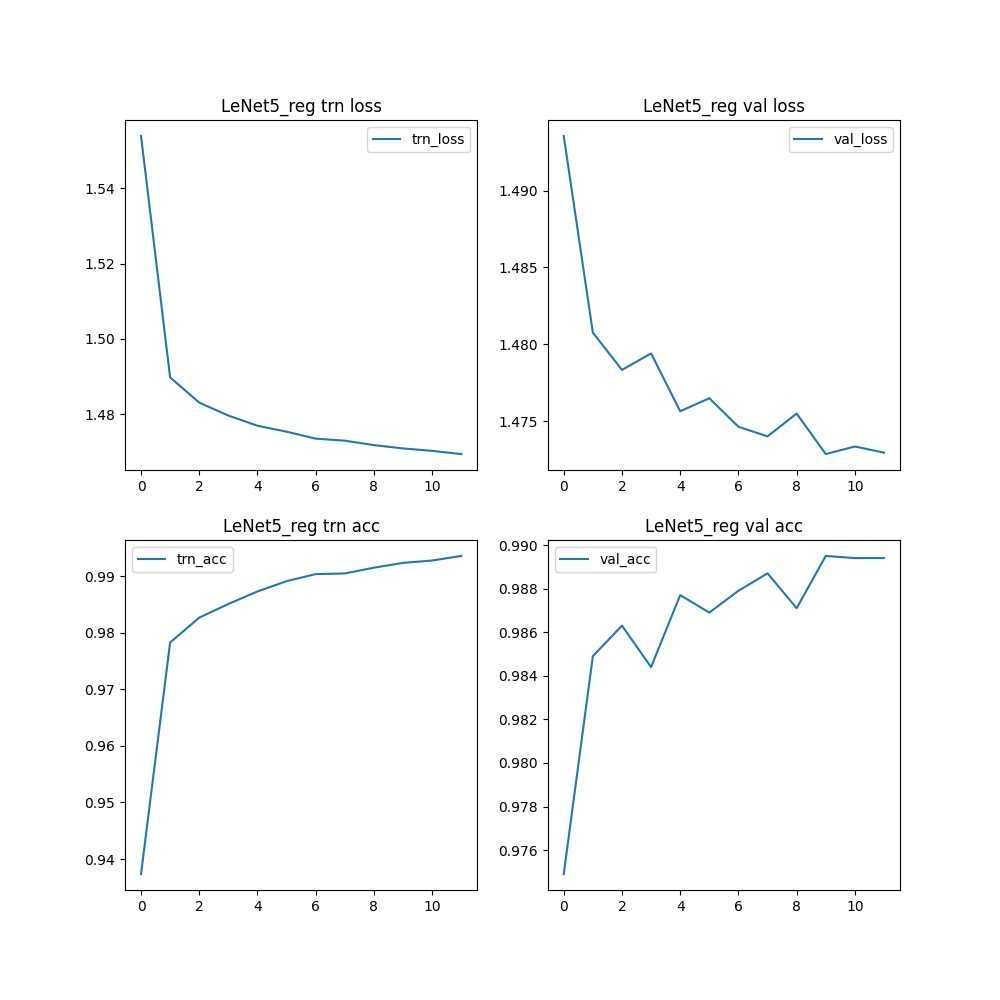 LeNet5_reg trn loss
trn_loss
1.54
1.52
1.50
1.48
0 2 4 6 8 10
LeNet5_reg val loss
val_loss
1.490
1.485
1.480
1.475
0 2 4 6 8 10
LeNet5_reg trn acc
trn_acc
0.99
0.98
0.97
0.96
0.95
0.94
0 2 4 6 8 10
LeNet5_reg val acc
val_acc
0.990
0.988
0.986
0.984
0.982
0.980
0.978
0.976
0 2 4 6 8 10